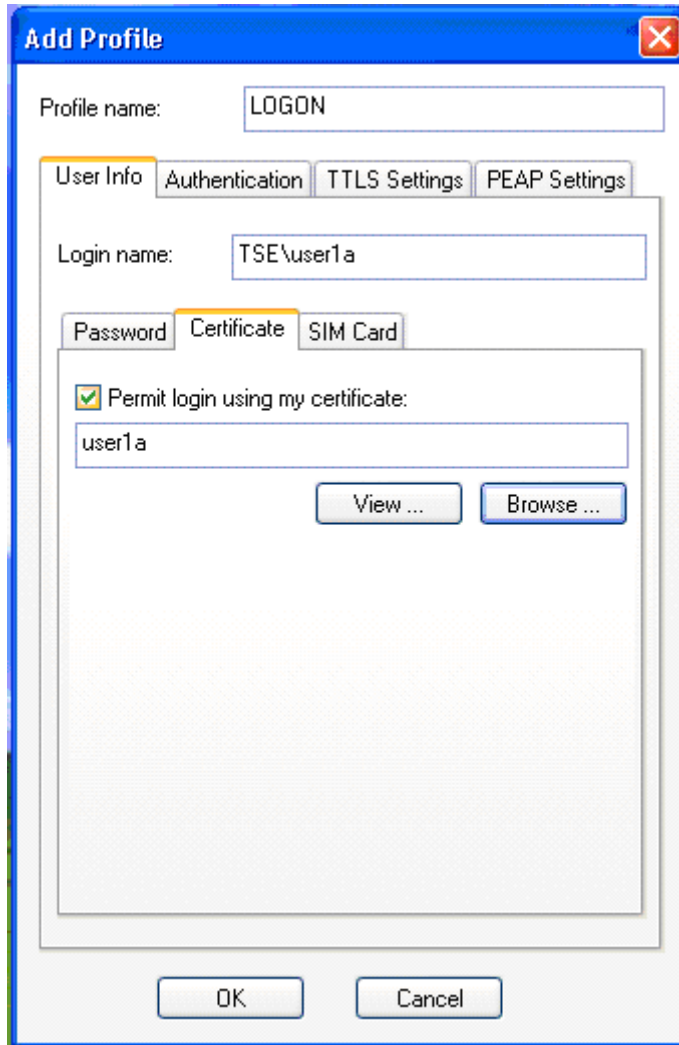 Add Profile
Profile name: LOGON
User Info Authentication TTLS Settings PEAP Settings
Login name: TSE\user1a
Password Certificate SIM Card
Permit login using my certificate:
user1a
View ... Browse ...
OK Cancel